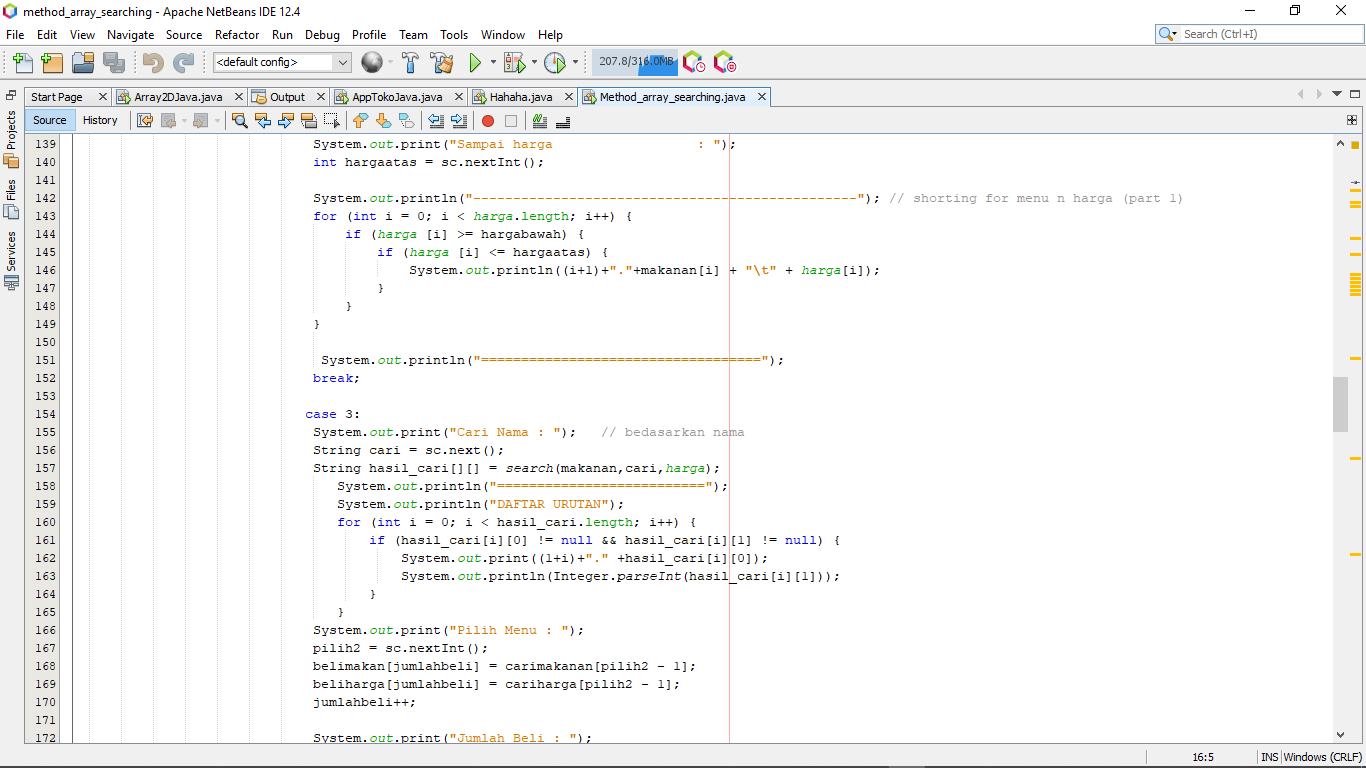 method_array_searching - Apache NetBeans IDE 12.4
File Edit View Navigate Source Refactor Run Debug Profile Team Tools Window Help
Search (Ctrl+I)
<default config>
207.8/316.0MB
Start Page Array2DJava.java Output AppTokoJava.java Hahaha.java Method_array_searching.java
Source History
Projects
Files
Services
139 System.out.print("Sampai harga                  : ");
140 int hargaatas = sc.nextInt();
141
142 System.out.println("------------------------------------------------"); // shorting for menu n harga (part 1)
143 for (int i = 0; i < harga.length; i++) {
144 if (harga [i] >= hargabawah) {
145 if (harga [i] <= hargaatas) {
146 System.out.println((i+1)+"."+makanan[i] + "\t" + harga[i]);
147 }
148 }
149 }
150
151 System.out.println("===================================");
152 break;
153
154 case 3:
155 System.out.print("Cari Nama : ");   // bedasarkan nama
156 String cari = sc.next();
157 String hasil_cari[][] = search(makanan,cari,harga);
158 System.out.println("==========================");
159 System.out.println("DAFTAR URUTAN");
160 for (int i = 0; i < hasil_cari.length; i++) {
161 if (hasil_cari[i][0] != null && hasil_cari[i][1] != null) {
162 System.out.print((1+i)+"." +hasil_cari[i][0]);
163 System.out.println(Integer.parseInt(hasil_cari[i][1]));
164 }
165 }
166 System.out.print("Pilih Menu : ");
167 pilih2 = sc.nextInt();
168 belimakan[jumlahbeli] = carimakanan[pilih2 - 1];
169 beliharga[jumlahbeli] = cariharga[pilih2 - 1];
170 jumlahbeli++;
171
172 System.out.print("Jumlah Beli : ");
16:5 INS Windows (CRLF)